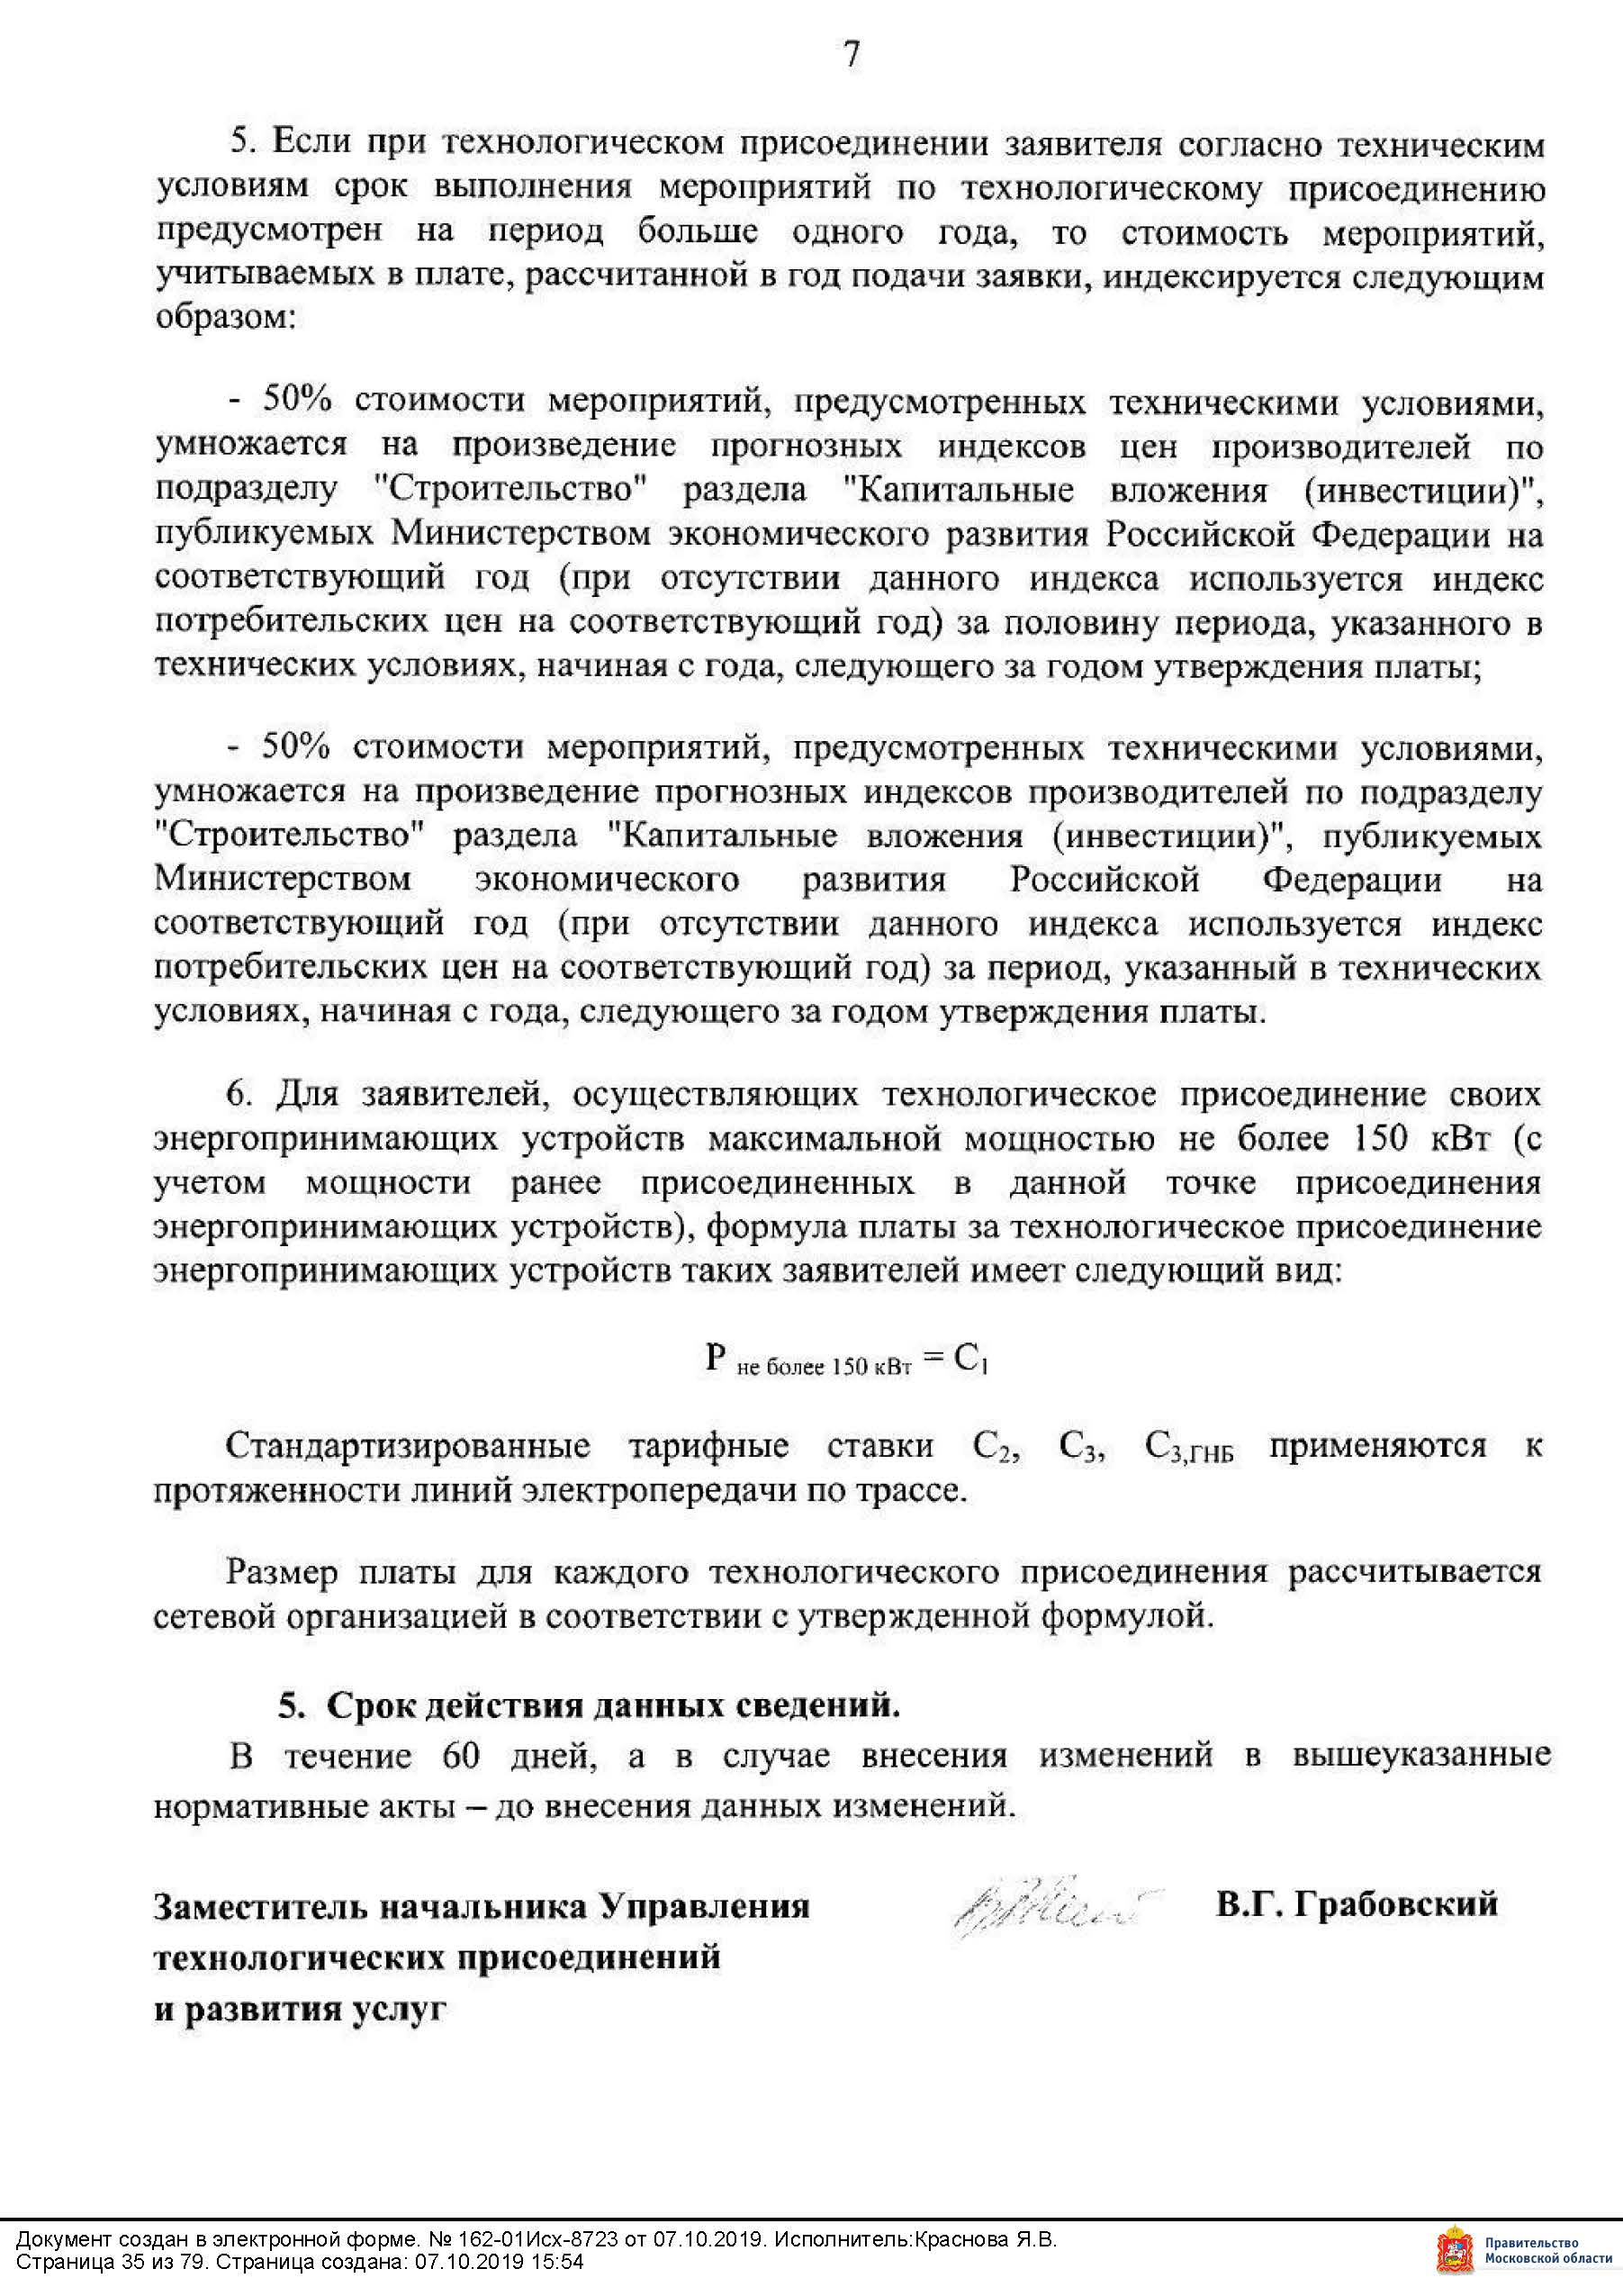 7
5. Если при технологическом присоединении заявителя согласно техническим
условиям срок выполнения мероприятий по технологическому присоединению
предусмотрен на период больше одного года, то стоимость мероприятий,
учитываемых в плате, рассчитанной в год подачи заявки, индексируется следующим
образом:
- 50% стоимости мероприятий, предусмотренных техническими условиями,
умножается на произведение прогнозных индексов цен производителей по
подразделу "Строительство" раздела "Капитальные вложения (инвестиции)",
публикуемых Министерством экономического развития Российской Федерации на
соответствующий год (при отсутствии данного индекса используется индекс
потребительских цен на соответствующий год) за половину периода, указанного в
технических условиях, начиная с года, следующего за годом утверждения платы;
- 50% стоимости мероприятий, предусмотренных техническими условиями,
умножается на произведение прогнозных индексов производителей по подразделу
"Строительство" раздела "Капитальные вложения (инвестиции)", публикуемых
Министерством экономического развития Российской Федерации на
соответствующий год (при отсутствии данного индекса используется индекс
потребительских цен на соответствующий год) за период, указанный в технических
условиях, начиная с года, следующего за годом утверждения платы.
6. Для заявителей, осуществляющих технологическое присоединение своих
энергопринимающих устройств максимальной мощностью не более 150 кВт (с
учетом мощности ранее присоединенных в данной точке присоединения
энергопринимающих устройств), формула платы за технологическое присоединение
энергопринимающих устройств таких заявителей имеет следующий вид:
Р не более 150 кВт = С1
Стандартизированные тарифные ставки С2, С3, С3,ГНБ применяются к
протяженности линий электропередачи по трассе.
Размер платы для каждого технологического присоединения рассчитывается
сетевой организацией в соответствии с утвержденной формулой.
5. Срок действия данных сведений.
В течение 60 дней, а в случае внесения изменений в вышеуказанные
нормативные акты – до внесения данных изменений.
Заместитель начальника Управления
технологических присоединений
и развития услуг
В.Г. Грабовский
Документ создан в электронной форме. № 162-01Исх-8723 от 07.10.2019. Исполнитель:Краснова Я.В.
Страница 35 из 79. Страница создана: 07.10.2019 15:54
Правительство
Московской области